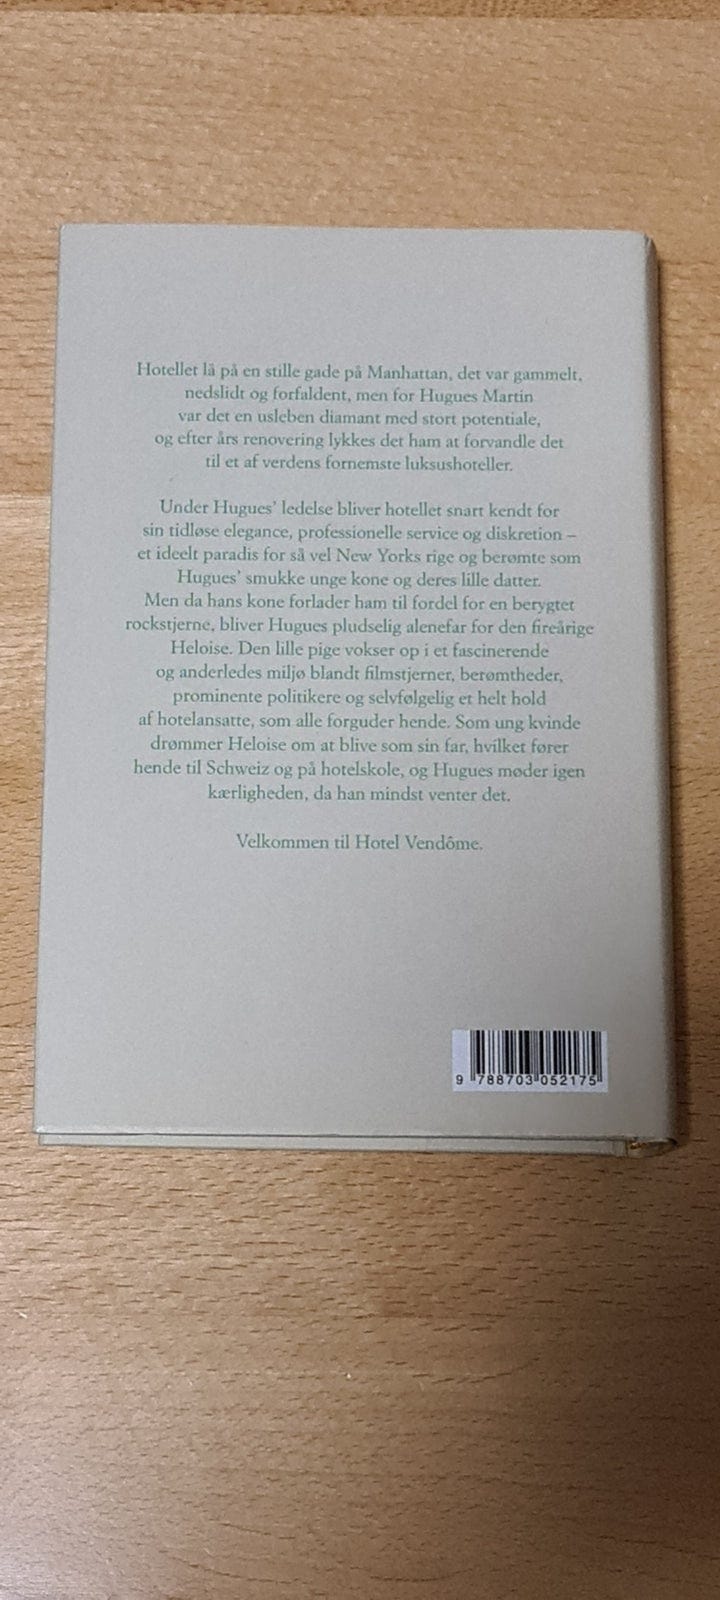 Hotellet lå på en stille gade på Manhattan, det var gammelt,
nedslidt og forfaldent, men for Hugues Martin
var det en usleben diamant med stort potentiale,
og efter års renovering lykkes det ham at forvandle det
til et af verdens fornemste luksushoteller.
Under Hugues’ ledelse bliver hotellet snart kendt for
sin tidløse elegance, professionelle service og diskretion –
et ideelt paradis for så vel New Yorks rige og berømte som
Hugues’ smukke unge kone og deres lille datter.
Men da hans kone forlader ham til fordel for en berygtet
rockstjerne, bliver Hugues pludselig alenefar for den fireårige
Heloise. Den lille pige vokser op i et fascinerende
og anderledes miljø blandt filmstjerner, berømtheder,
prominente politikere og selvfølgelig et helt hold
af hotelansatte, som alle forguder hende. Som ung kvinde
drømmer Heloise om at blive som sin far, hvilket fører
hende til Schweiz og på hotelskole, og Hugues møder igen
kærligheden, da han mindst venter det.
Velkommen til Hotel Vendôme.
9 788703 052175